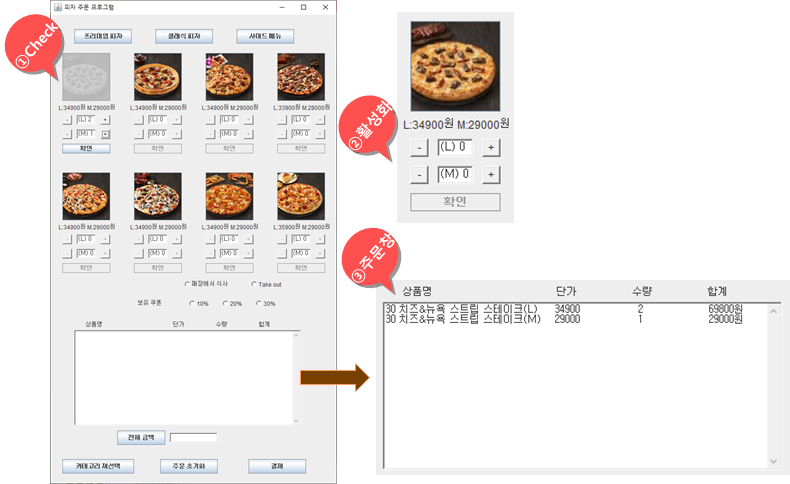 피자 주문 프로그램
①Check
프리미엄 피자 클래식 피자 사이드 메뉴
L:34900원 M:29000원 L:34900원 M:29000원 L:34900원 M:29000원 L:33900원 M:28000원
- (L) 2 + - (L) 0 + - (L) 0 + - (L) 0 +
- (M) 1 + - (M) 0 + - (M) 0 + - (M) 0 +
확인 확인 확인 확인
L:34900원 M:29000원 L:34900원 M:29000원 L:34900원 M:29000원 L:35900원 M:29000원
- (L) 0 + - (L) 0 + - (L) 0 + - (L) 0 +
- (M) 0 + - (M) 0 + - (M) 0 + - (M) 0 +
확인 확인 확인 확인
매장에서 식사 Take out
보유 쿠폰 10% 20% 30%
상품명 단가 수량 합계
전체 금액
카테고리 재선택 주문 초기화 결제
②활성화
L:34900원 M:29000원
- (L) 0 +
- (M) 0 +
확인
③주문창
상품명 단가 수량 합계
30 치즈&뉴욕 스트립 스테이크(L) 34900 2 69800원
30 치즈&뉴욕 스트립 스테이크(M) 29000 1 29000원